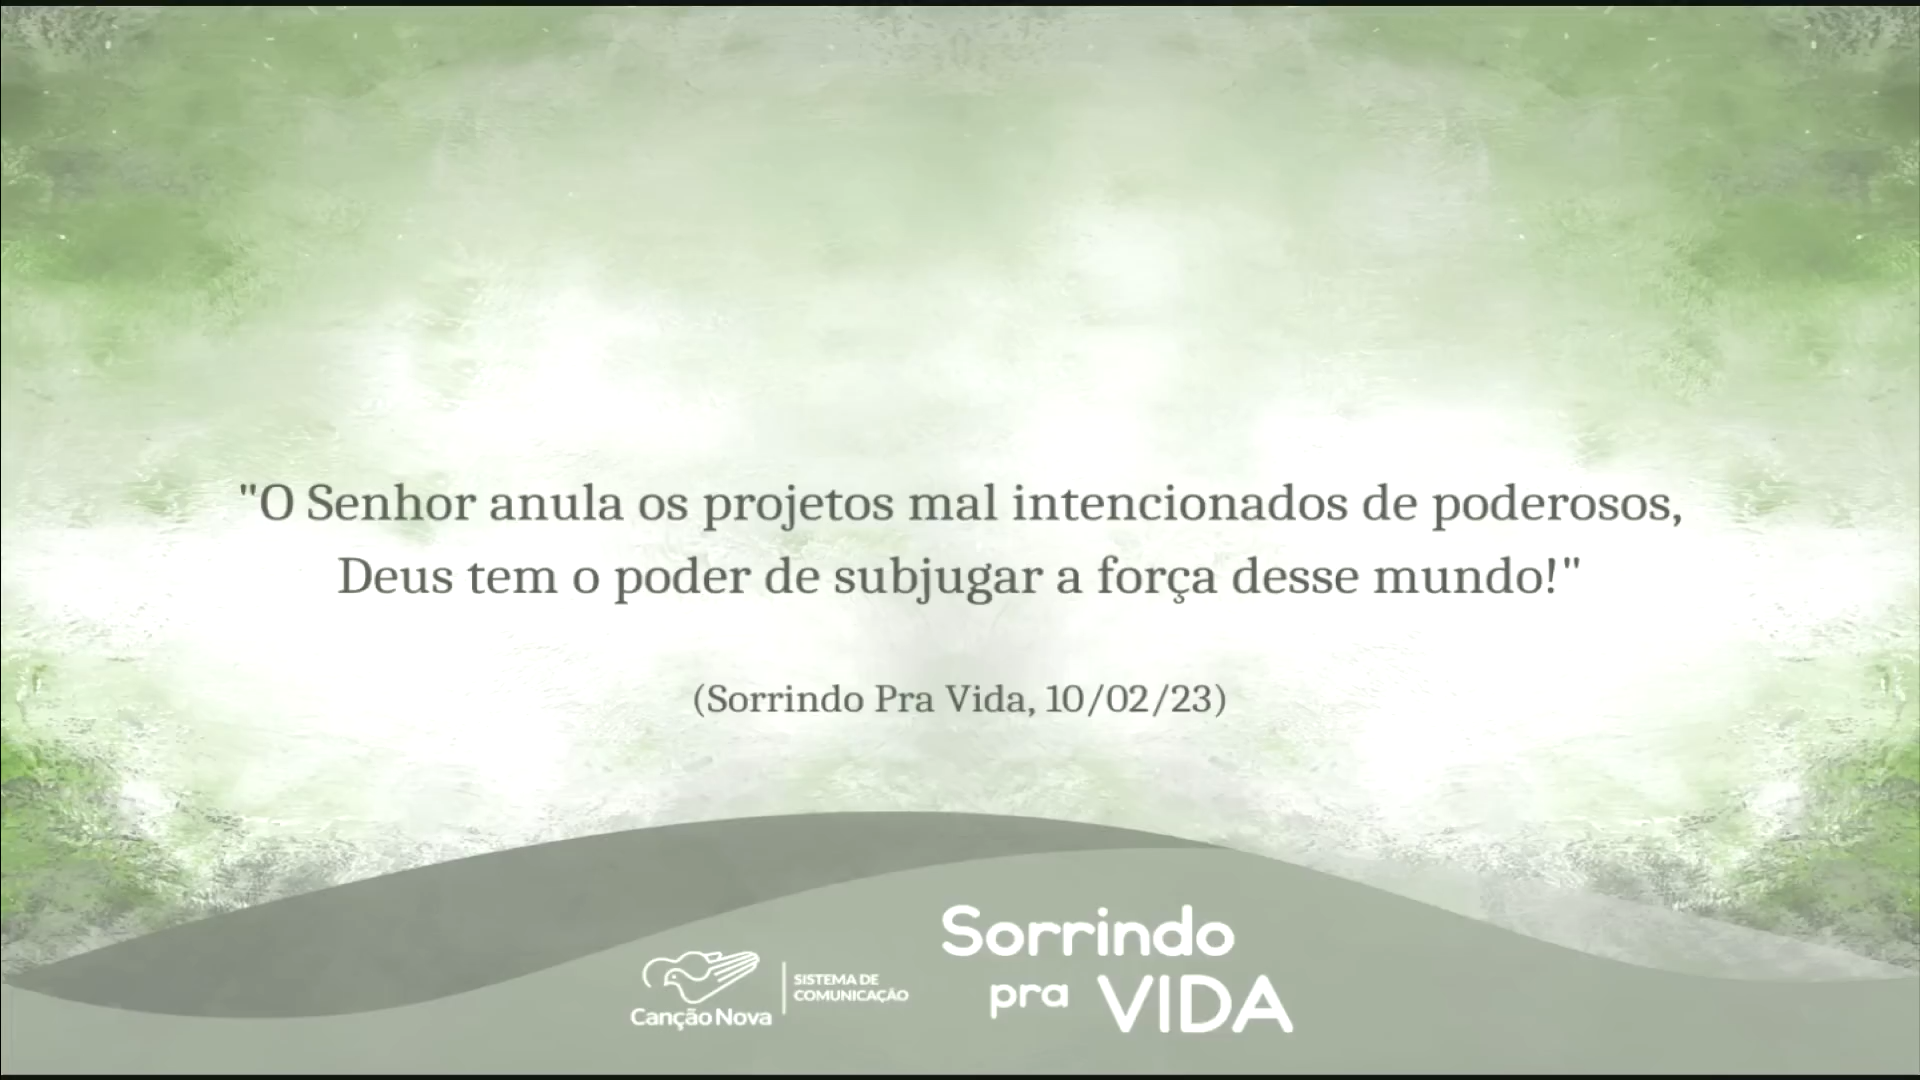 "O Senhor anula os projetos mal intencionados de poderosos,
Deus tem o poder de subjugar a força desse mundo!"
(Sorrindo Pra Vida, 10/02/23)
Canção Nova
SISTEMA DE
COMUNICAÇÃO
Sorrindo
pra VIDA